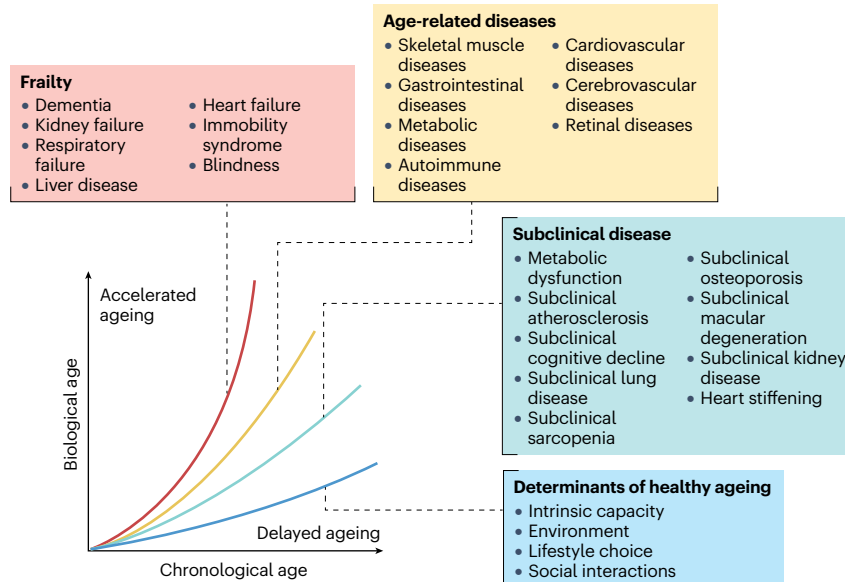 Age-related diseases
Skeletal muscle
diseases
Gastrointestinal
diseases
Metabolic
diseases
Autoimmune
diseases
Cardiovascular
diseases
Cerebrovascular
diseases
Retinal diseases
Frailty
Dementia
Kidney failure
Respiratory
failure
Liver disease
Heart failure
Immobility
syndrome
Blindness
Subclinical disease
Metabolic
dysfunction
Subclinical
atherosclerosis
Subclinical
cognitive decline
Subclinical lung
disease
Subclinical
sarcopenia
Subclinical
osteoporosis
Subclinical
macular
degeneration
Subclinical kidney
disease
Heart stiffening
Accelerated
ageing
Biological age
Delayed ageing
Chronological age
Determinants of healthy ageing
Intrinsic capacity
Environment
Lifestyle choice
Social interactions